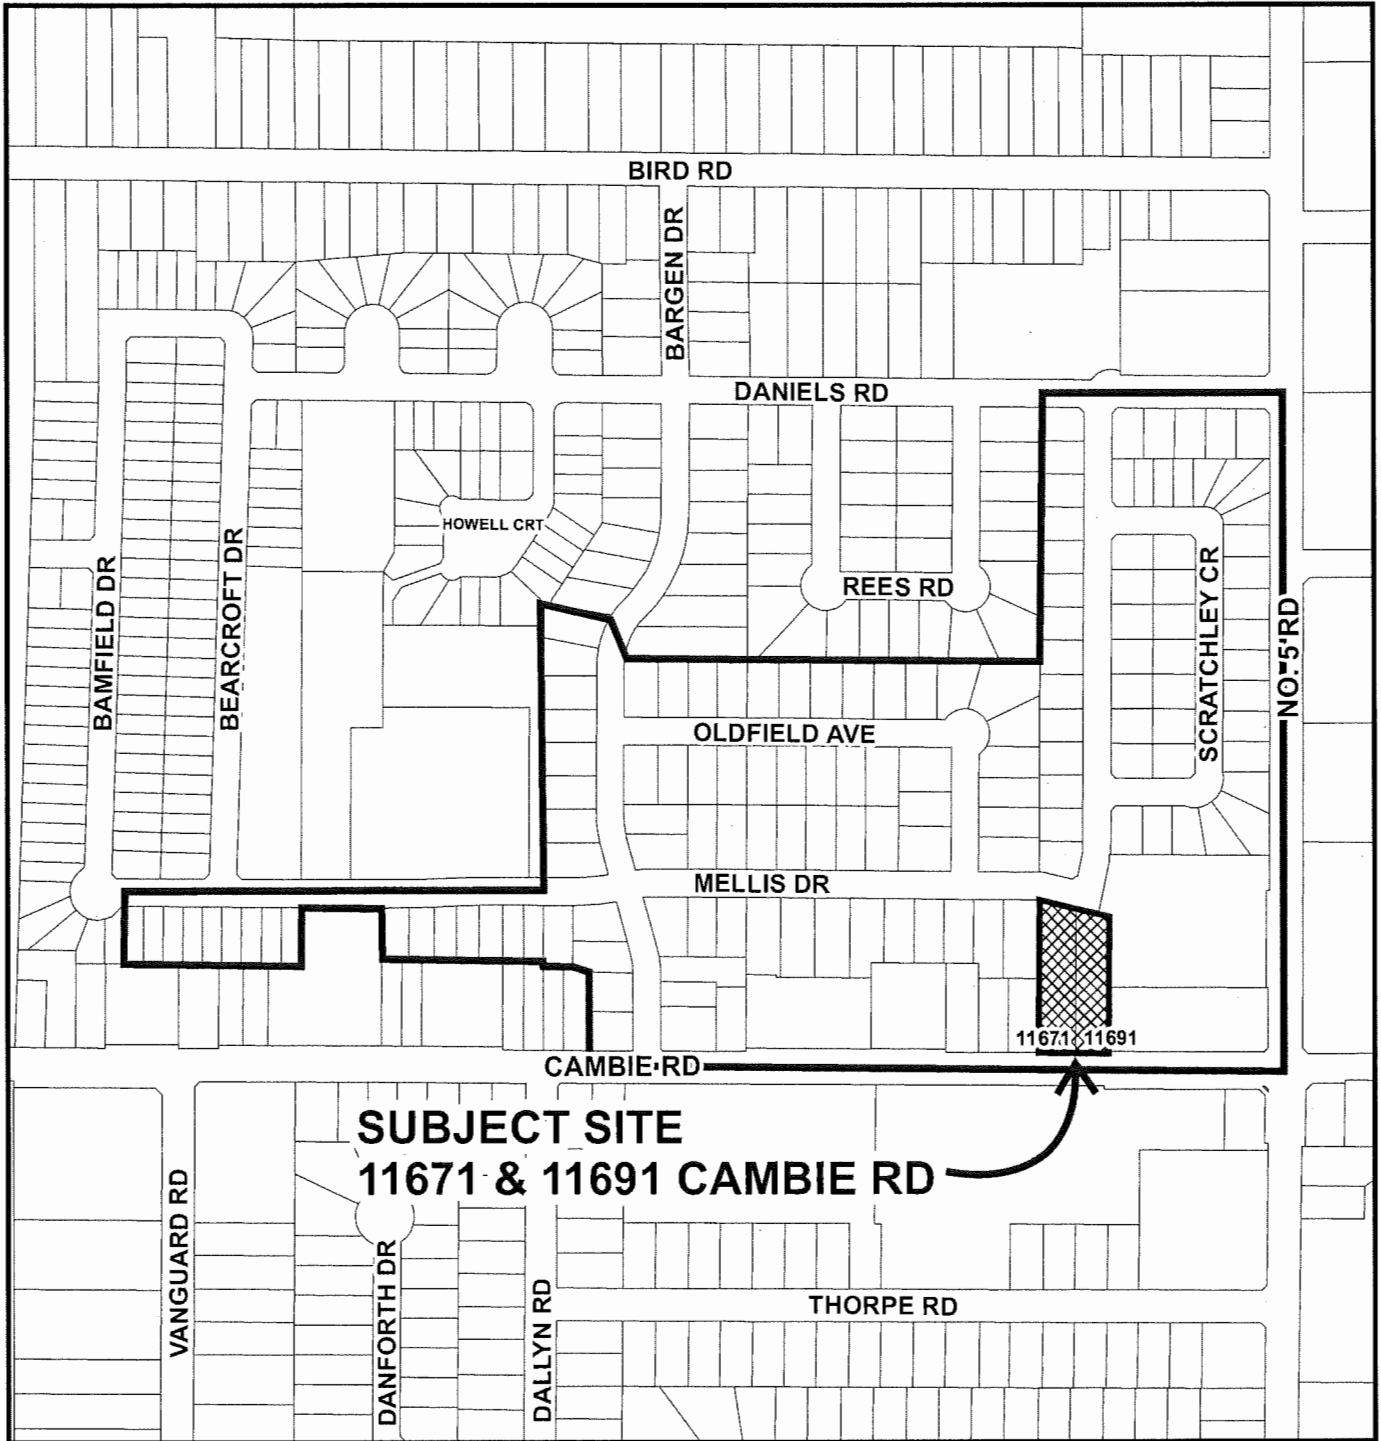 BIRD RD
BARGEN DR
DANIELS RD
HOWELL CRT
REES RD
BAMFIELD DR
BEARCROFT DR
SCRATCHLEY CR
NO. 5 RD
OLDFIELD AVE
MELLIS DR
11671 11691
CAMBIE RD
SUBJECT SITE
11671 & 11691 CAMBIE RD
VANGUARD RD
DANFORTH DR
DALLYN RD
THORPE RD